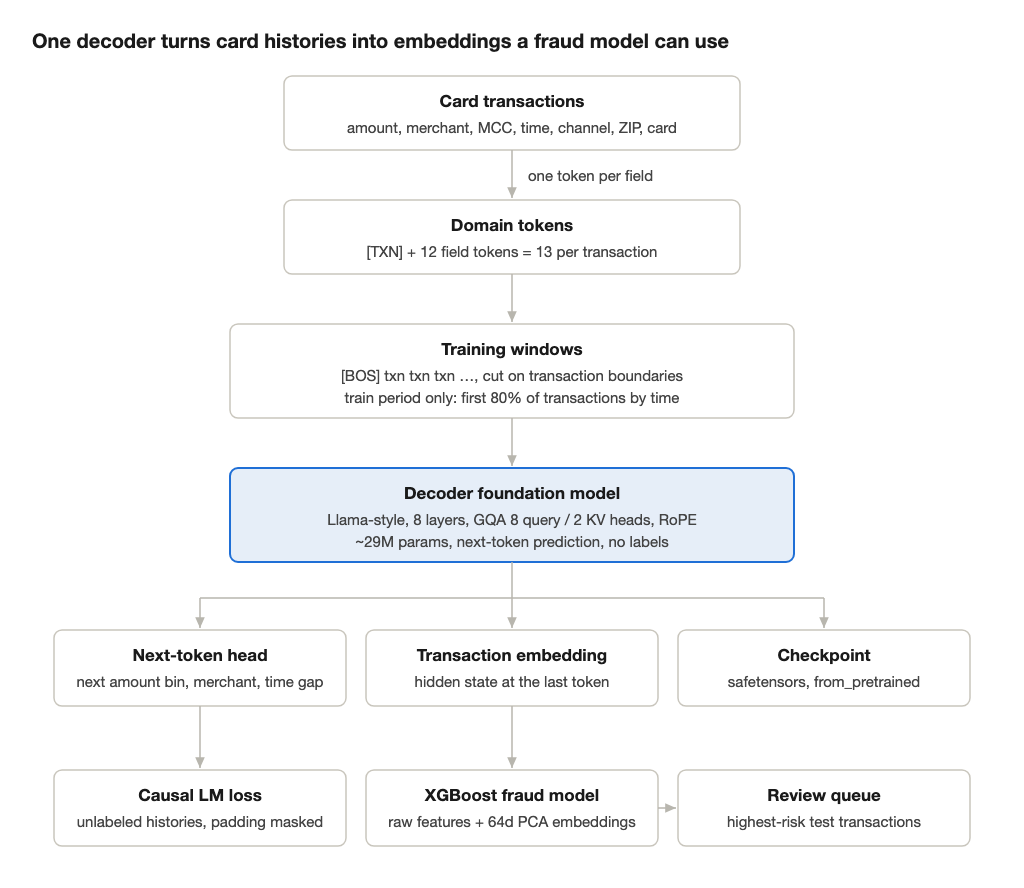 One decoder turns card histories into embeddings a fraud model can use
Card transactions
amount, merchant, MCC, time, channel, ZIP, card
one token per field
Domain tokens
[TXN] + 12 field tokens = 13 per transaction
Training windows
[BOS] txn txn txn …, cut on transaction boundaries
train period only: first 80% of transactions by time
Decoder foundation model
Llama-style, 8 layers, GQA 8 query / 2 KV heads, RoPE
~29M params, next-token prediction, no labels
Next-token head
next amount bin, merchant, time gap
Transaction embedding
hidden state at the last token
Checkpoint
safetensors, from_pretrained
Causal LM loss
unlabeled histories, padding masked
XGBoost fraud model
raw features + 64d PCA embeddings
Review queue
highest-risk test transactions